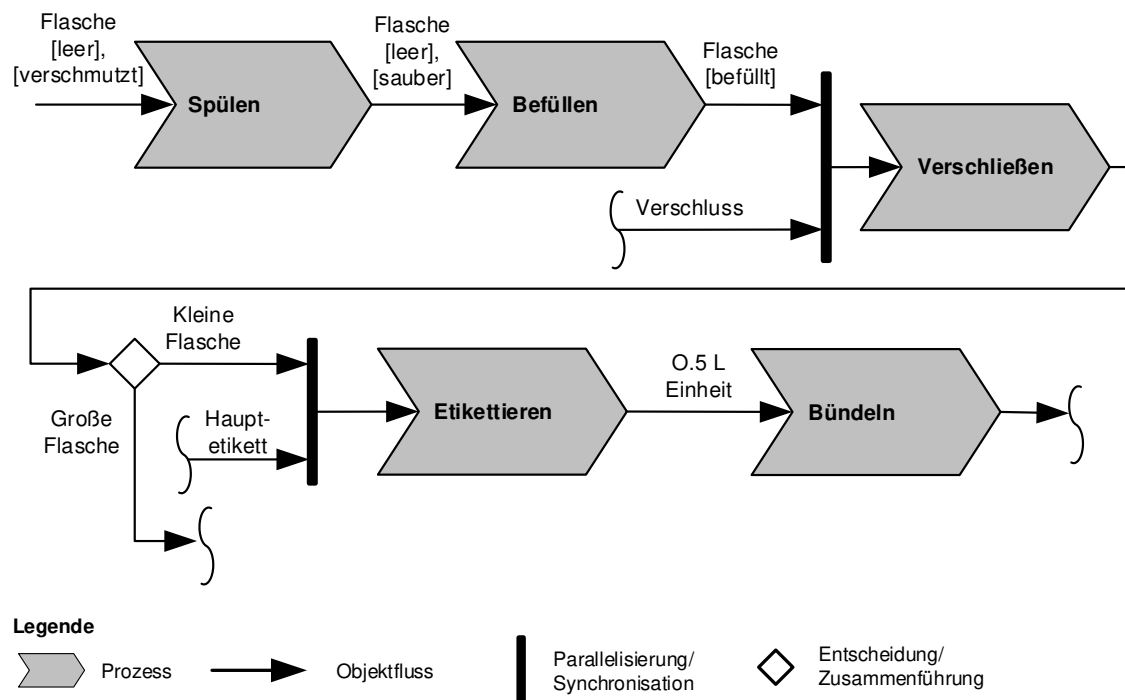 Flasche
[leer],
[verschmutzt]
Spülen
Flasche
[leer],
[sauber]
Befüllen
Flasche
[befüllt]
Verschluss
Verschließen
Kleine
Flasche
Große
Flasche
Haupt-
etikett
Etikettieren
O.5 L
Einheit
Bündeln
Legende
Prozess
Objektfluss
Parallelisierung/
Synchronisation
Entscheidung/
Zusammenführung